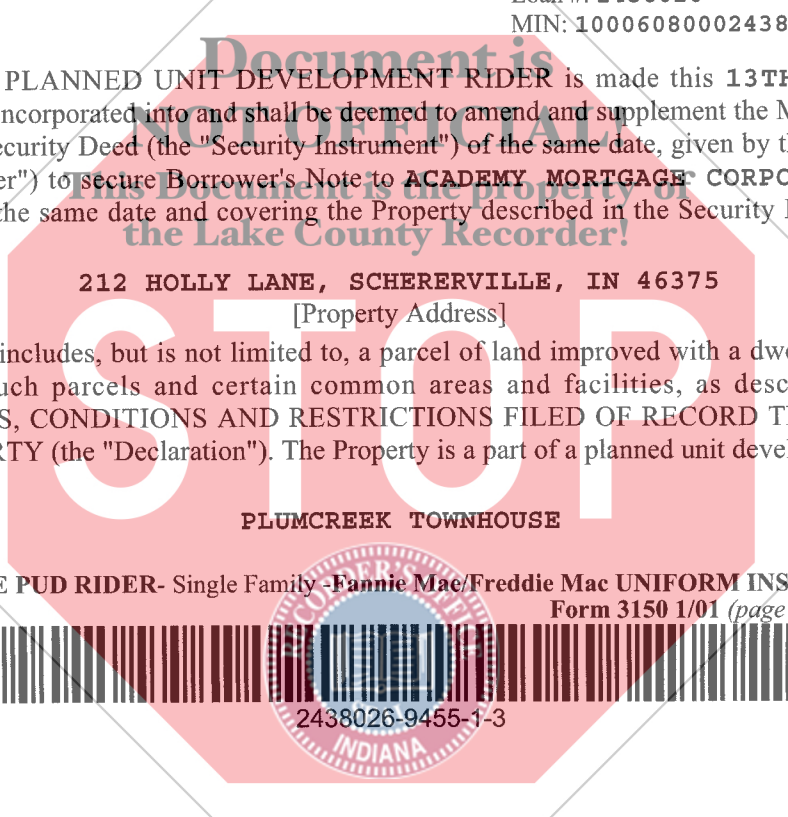 MIN: 10006080002438
Document is
PLANNED UNIT DEVELOPMENT RIDER is made this 13TH
NOT OFFICIAL!
ncorporated into and shall be deemed to amend and supplement the M
ecurity Deed (the "Security Instrument") of the same date, given by th
er") to secure Borrower's Note to ACADEMY MORTGAGE CORPO
This Document is the property of
the same date and covering the Property described in the Security I
the Lake County Recorder!
212 HOLLY LANE, SCHERERVILLE, IN 46375
[Property Address]
STOP
includes, but is not limited to, a parcel of land improved with a dwe
uch parcels and certain common areas and facilities, as desc
S, CONDITIONS AND RESTRICTIONS FILED OF RECORD T
RTY (the "Declaration"). The Property is a part of a planned unit deve
PLUMCREEK TOWNHOUSE
E PUD RIDER- Single Family -Fannie Mae/Freddie Mac UNIFORM INS
Form 3150 1/01 (page
RECORDER'S OFFICE
SEAL
2438026-9455-1-3
INDIANA